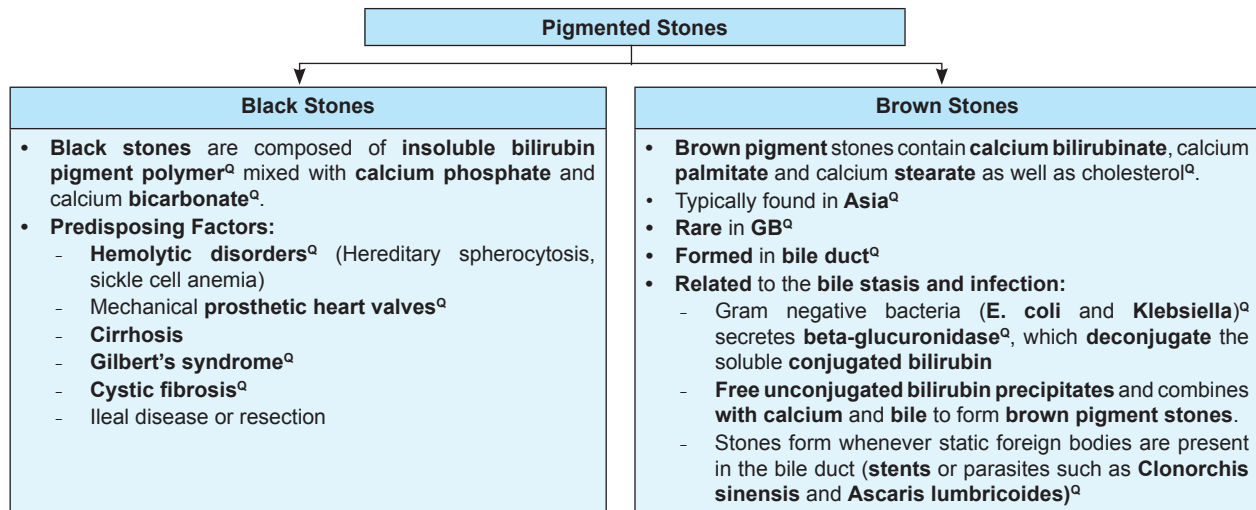 Pigmented Stones
Black Stones
• Black stones are composed of insoluble bilirubin
pigment polymerQ mixed with calcium phosphate and
calcium bicarbonateQ.
• Predisposing Factors:
- Hemolytic disordersQ (Hereditary spherocytosis,
sickle cell anemia)
- Mechanical prosthetic heart valvesQ
- Cirrhosis
- Gilbert's syndromeQ
- Cystic fibrosisQ
- Ileal disease or resection
Brown Stones
• Brown pigment stones contain calcium bilirubinate, calcium
palmitate and calcium stearate as well as cholesterolQ.
• Typically found in AsiaQ
• Rare in GBQ
• Formed in bile ductQ
• Related to the bile stasis and infection:
- Gram negative bacteria (E. coli and Klebsiella)Q
secretes beta-glucuronidaseQ, which deconjugate the
soluble conjugated bilirubin
- Free unconjugated bilirubin precipitates and combines
with calcium and bile to form brown pigment stones.
- Stones form whenever static foreign bodies are present
in the bile duct (stents or parasites such as Clonorchis
sinensis and Ascaris lumbricoides)Q